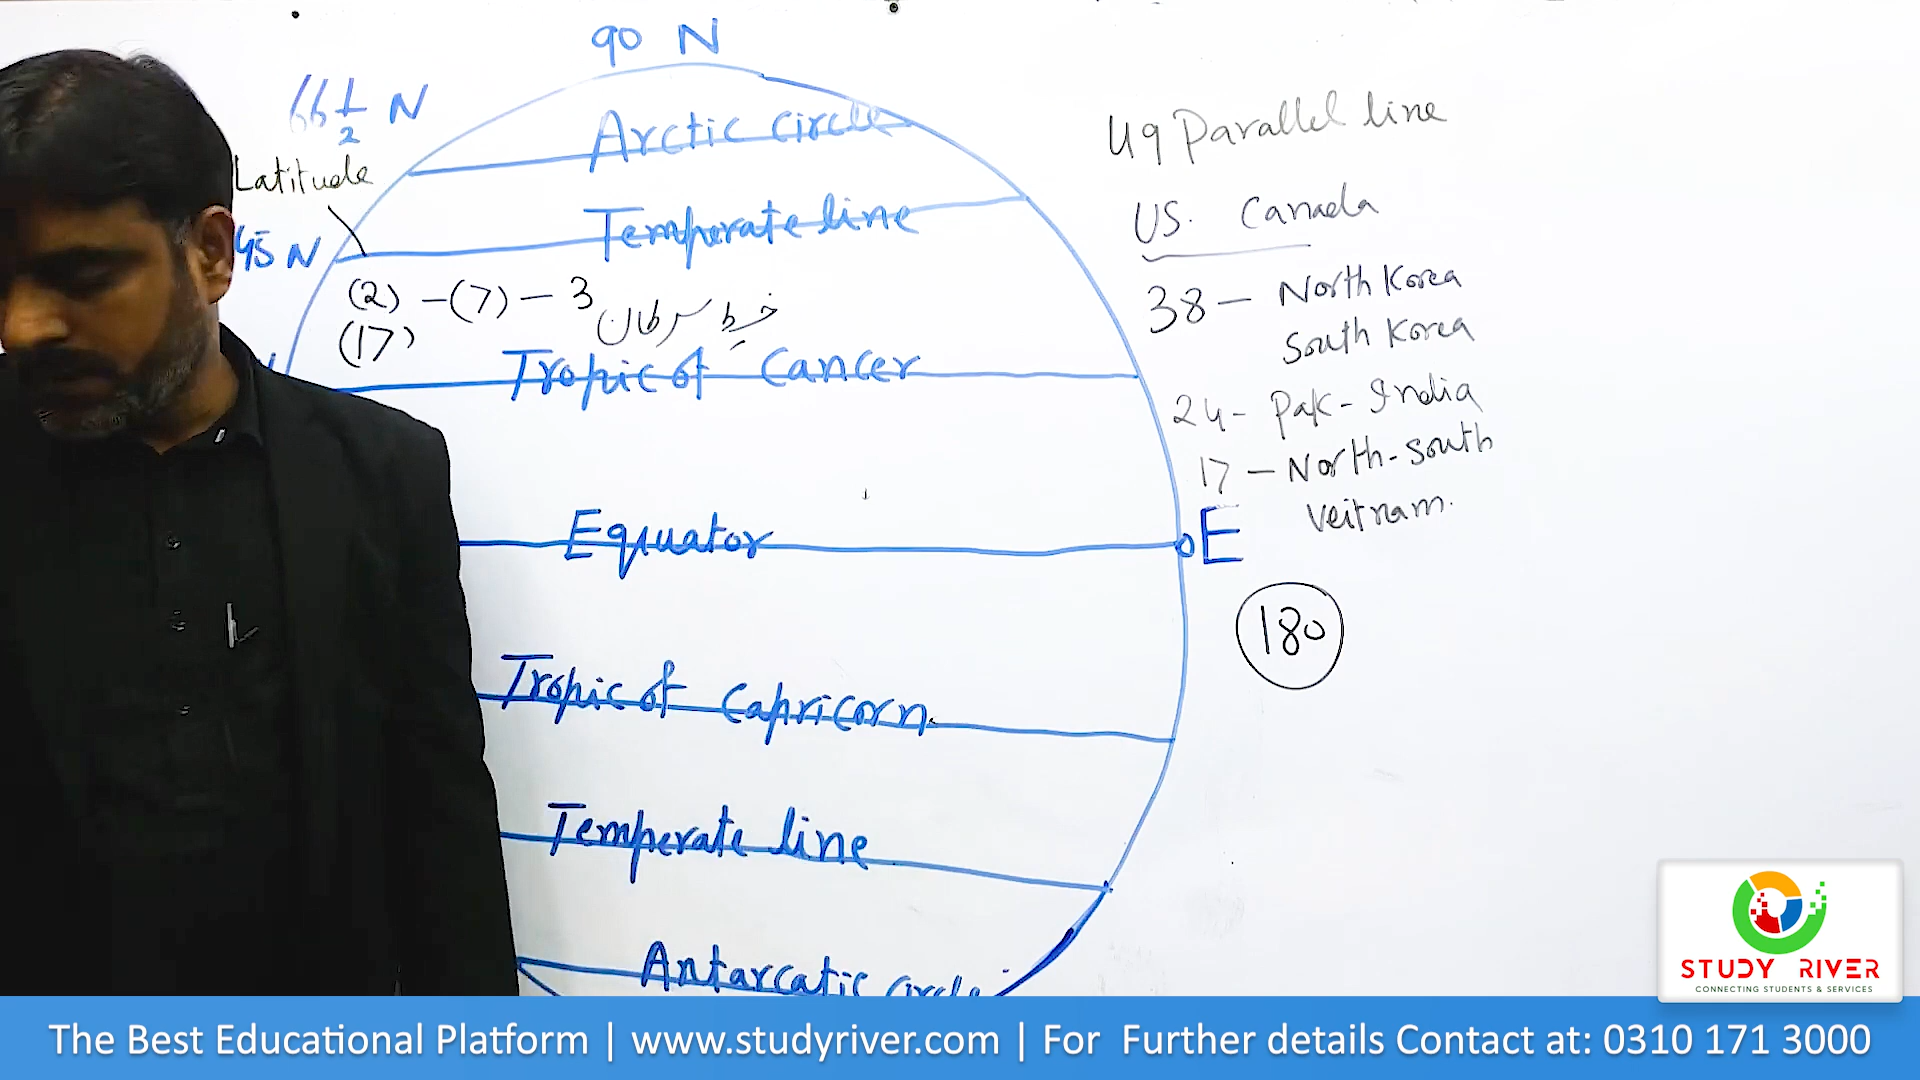 90 N
66 1/2 N
Arctic circle
Latitude
Temperate line
45 N
(2) - (7) - 3
(17)
خط سرطان
Tropic of Cancer
Equator
E
180
Tropic of Capricorn
Temperate line
Antarcatic circle
49 Parallel line
US. Canada
38 - North Korea
South Korea
24 - Pak - India
17 - North - South
Veitnam.
STUDY RIVER
CONNECTING STUDENTS & SERVICES
The Best Educational Platform | www.studyriver.com | For Further details Contact at: 0310 171 3000